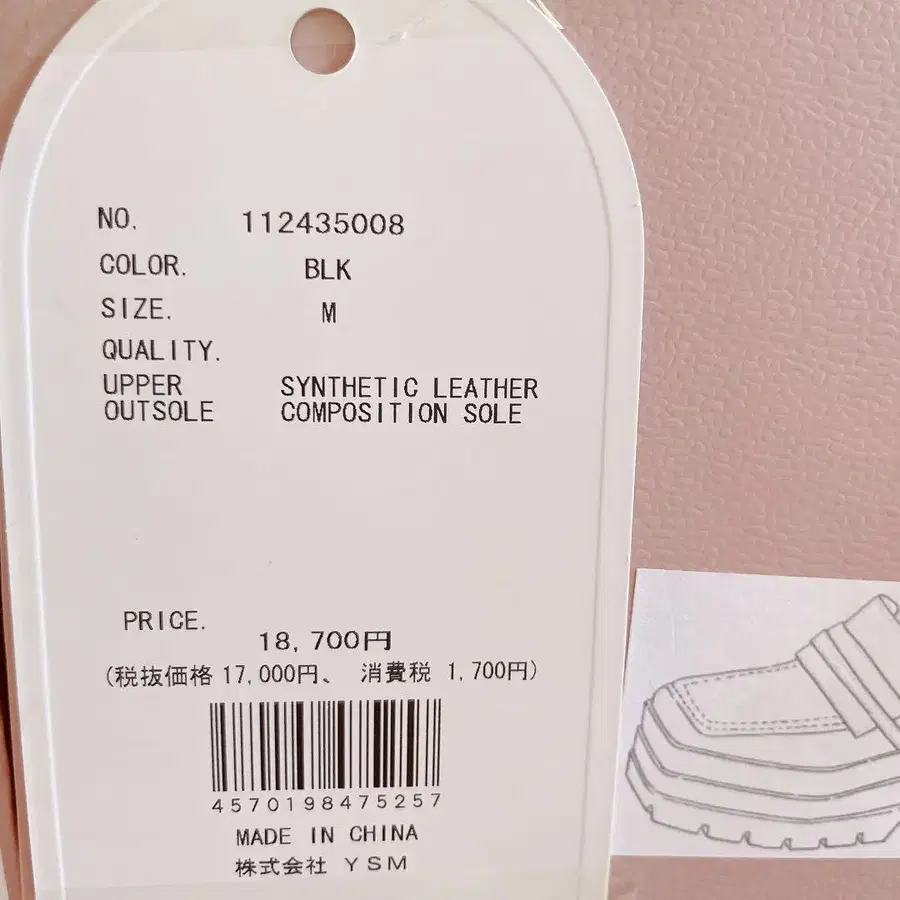 NO. 112435008
COLOR. BLK
SIZE. M
QUALITY.
UPPER SYNTHETIC LEATHER
OUTSOLE COMPOSITION SOLE
PRICE.
18,700円
(税抜価格 17,000円、 消費税 1,700円)
4570198475257
MADE IN CHINA
株式会社 YSM